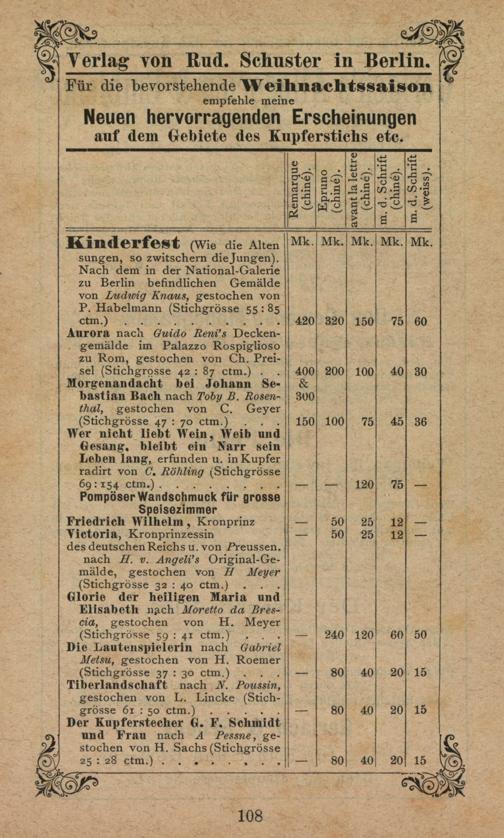 Verlag von Rud. Schuster in Berlin.
Für die bevorstehende Weihnachtssaison
empfehle meine
Neuen hervorragenden Erscheinungen
auf dem Gebiete des Kupferstichs etc.
Remarque (chiné). Epruno (chiné). avant la lettre (chiné). m. d. Schrift (chiné). m. d. Schrift (weiss).
Kinderfest (Wie die Alten Mk. Mk. Mk. Mk. Mk.
sungen, so zwitschern die Jungen).
Nach dem in der National-Galerie
zu Berlin befindlichen Gemälde
von Ludwig Knaus, gestochen von
P. Habelmann (Stichgrösse 55 : 85
ctm.) . . . . . . . . . . 420 320 150 75 60
Aurora nach Guido Reni's Decken-
gemälde im Palazzo Rospiglioso
zu Rom, gestochen von Ch. Prei-
sel (Stichgrösse 42 : 87 ctm.) . . 400 200 100 40 30
Morgenandacht bei Johann Se- &
bastian Bach nach Toby B. Rosen- 300
thal, gestochen von C. Geyer
(Stichgrösse 47 : 70 ctm.) . . . 150 100 75 45 36
Wer nicht liebt Wein, Weib und
Gesang, bleibt ein Narr sein
Leben lang, erfunden u. in Kupfer
radirt von C. Röhling (Stichgrösse
69 : 154 ctm.) . . . . . . . . — — 120 75 —
Pompöser Wandschmuck für grosse
Speisezimmer
Friedrich Wilhelm, Kronprinz — 50 25 12 —
Victoria, Kronprinzessin — 50 25 12 —
des deutschen Reichs u. von Preussen.
nach H. v. Angeli's Original-Ge-
mälde, gestochen von H Meyer
(Stichgrösse 32 : 40 ctm.) . . .
Glorie der heiligen Maria und
Elisabeth nach Moretto da Bres-
cia, gestochen von H. Meyer
(Stichgrösse 59 : 41 ctm.) . . . — 240 120 60 50
Die Lautenspielerin nach Gabriel
Metsu, gestochen von H. Roemer
(Stichgrösse 37 : 30 ctm.) . . . — 80 40 20 15
Tiberlandschaft nach N. Poussin,
gestochen von L. Lincke (Stich-
grösse 61 : 50 ctm.) . . . . . — 80 40 20 15
Der Kupferstecher G. F. Schmidt
und Frau nach A Pessne, ge-
stochen von H. Sachs (Stichgrösse
25 : 28 ctm.) . . . . . . . . — 80 40 20 15
108